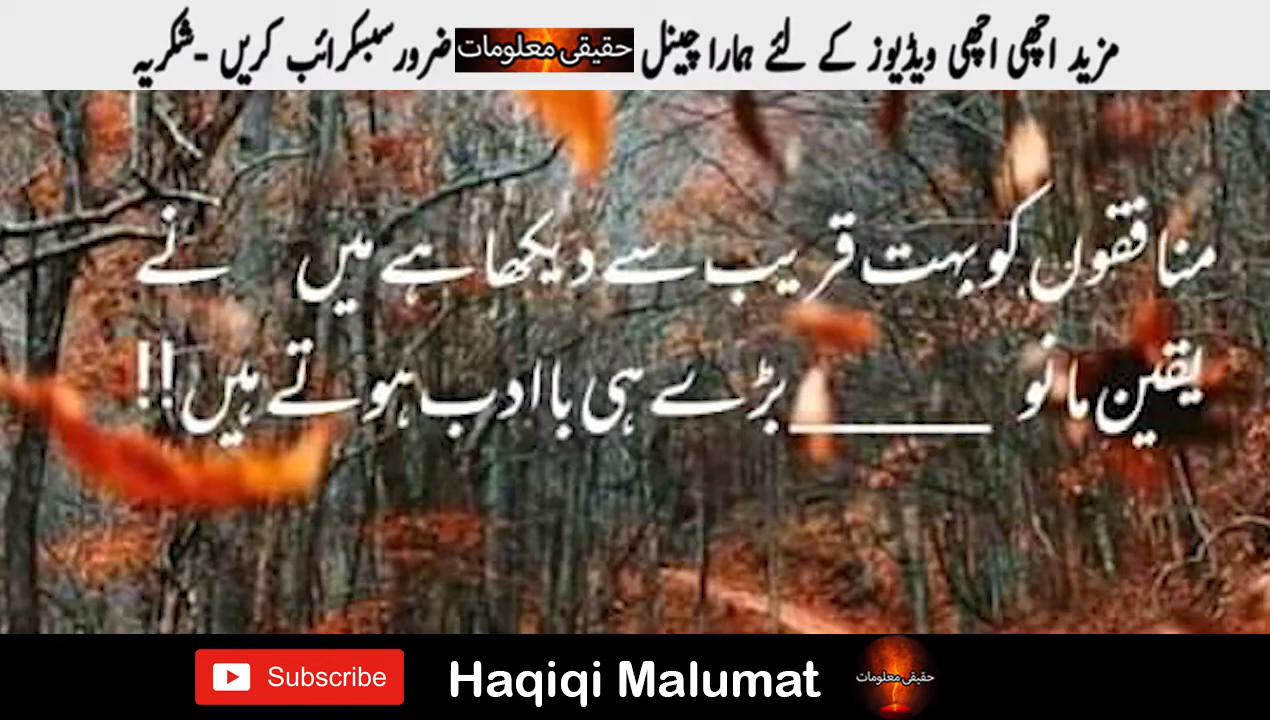 مزید اچھی اچھی ویڈیوز کے لئے ہمارا چینل حقیقی معلومات ضرور سبسکرائب کریں -شکریہ
منافقوں کو بہت قریب سے دیکھا ہے میں نے
یقین مانو ______ بڑے ہی باادب ہوتے ہیں!!
Subscribe Haqiqi Malumat حقیقی معلومات